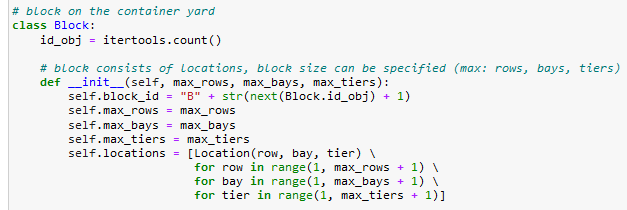 # block on the container yard
class Block:
    id_obj = itertools.count()

    # block consists of locations, block size can be specified (max: rows, bays, tiers)
    def __init__(self, max_rows, max_bays, max_tiers):
        self.block_id = "B" + str(next(Block.id_obj) + 1)
        self.max_rows = max_rows
        self.max_bays = max_bays
        self.max_tiers = max_tiers
        self.locations = [Location(row, bay, tier) \
                          for row in range(1, max_rows + 1) \
                          for bay in range(1, max_bays + 1) \
                          for tier in range(1, max_tiers + 1)]